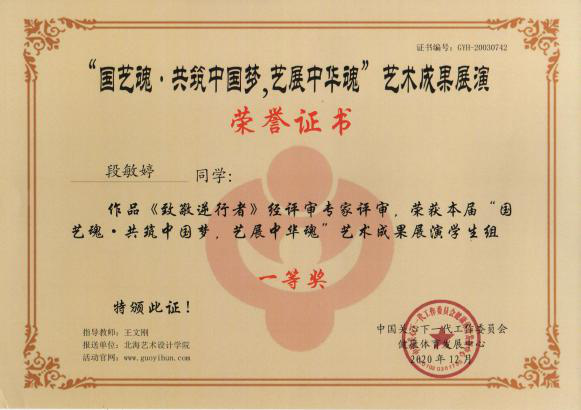 证书编号：GYH-20030742
“国艺魂·共筑中国梦,艺展中华魂”艺术成果展演
荣誉证书
段敏婷 同学：
作品《致敬逆行者》经评审专家评审，荣获本届“国
艺魂·共筑中国梦，艺展中华魂”艺术成果展演学生组
一等奖
特颁此证！
指导教师：王文刚
报送单位：北海艺术设计学院
活动官网：www.guoyihun.com
中国关心下一代工作委员会
健康体育发展中心
2020年12月